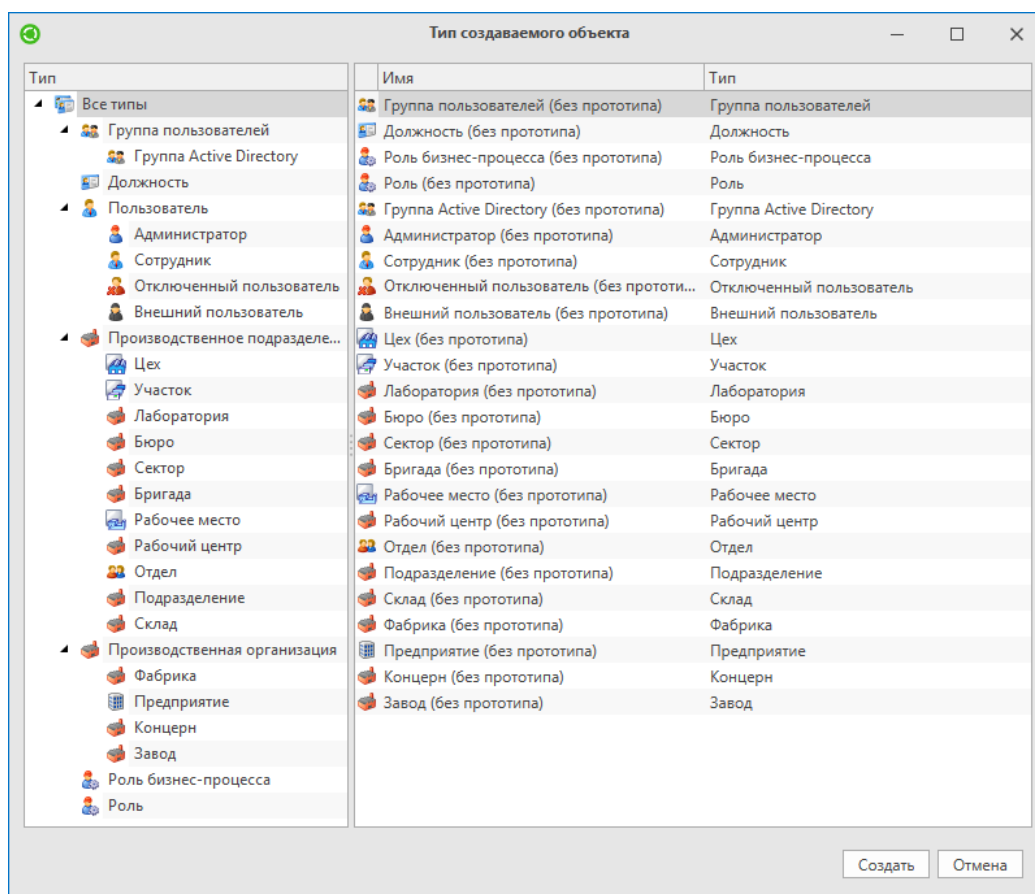 Тип создаваемого объекта
Тип
Все типы
Группа пользователей
Группа Active Directory
Должность
Пользователь
Администратор
Сотрудник
Отключенный пользователь
Внешний пользователь
Производственное подразделе...
Цех
Участок
Лаборатория
Бюро
Сектор
Бригада
Рабочее место
Рабочий центр
Отдел
Подразделение
Склад
Производственная организация
Фабрика
Предприятие
Концерн
Завод
Роль бизнес-процесса
Роль
Имя Тип
Группа пользователей (без прототипа) Группа пользователей
Должность (без прототипа) Должность
Роль бизнес-процесса (без прототипа) Роль бизнес-процесса
Роль (без прототипа) Роль
Группа Active Directory (без прототипа) Группа Active Directory
Администратор (без прототипа) Администратор
Сотрудник (без прототипа) Сотрудник
Отключенный пользователь (без прототи... Отключенный пользователь
Внешний пользователь (без прототипа) Внешний пользователь
Цех (без прототипа) Цех
Участок (без прототипа) Участок
Лаборатория (без прототипа) Лаборатория
Бюро (без прототипа) Бюро
Сектор (без прототипа) Сектор
Бригада (без прототипа) Бригада
Рабочее место (без прототипа) Рабочее место
Рабочий центр (без прототипа) Рабочий центр
Отдел (без прототипа) Отдел
Подразделение (без прототипа) Подразделение
Склад (без прототипа) Склад
Фабрика (без прототипа) Фабрика
Предприятие (без прототипа) Предприятие
Концерн (без прототипа) Концерн
Завод (без прототипа) Завод
Создать Отмена